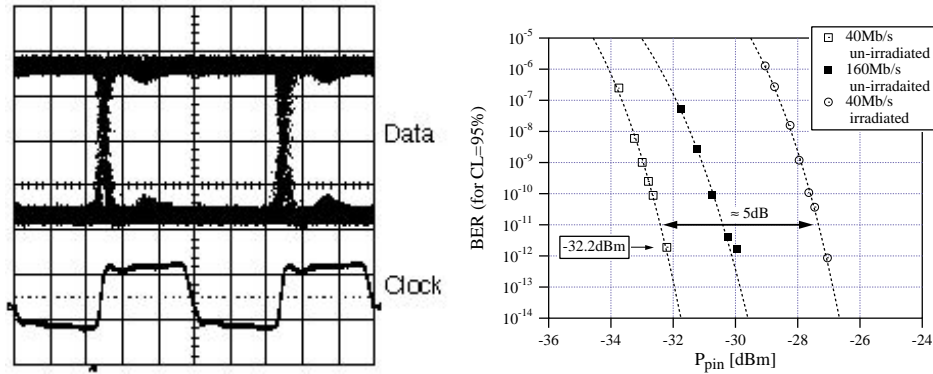 Data
Clock
BER (for CL=95%)
10-5
10-6
10-7
10-8
10-9
10-10
10-11
10-12
10-13
10-14
40Mb/s
un-irradiated
160Mb/s
un-irradaited
40Mb/s
irradiated
≈ 5dB
-32.2dBm
-36
-34
-32
-30
-28
-26
-24
Ppin [dBm]